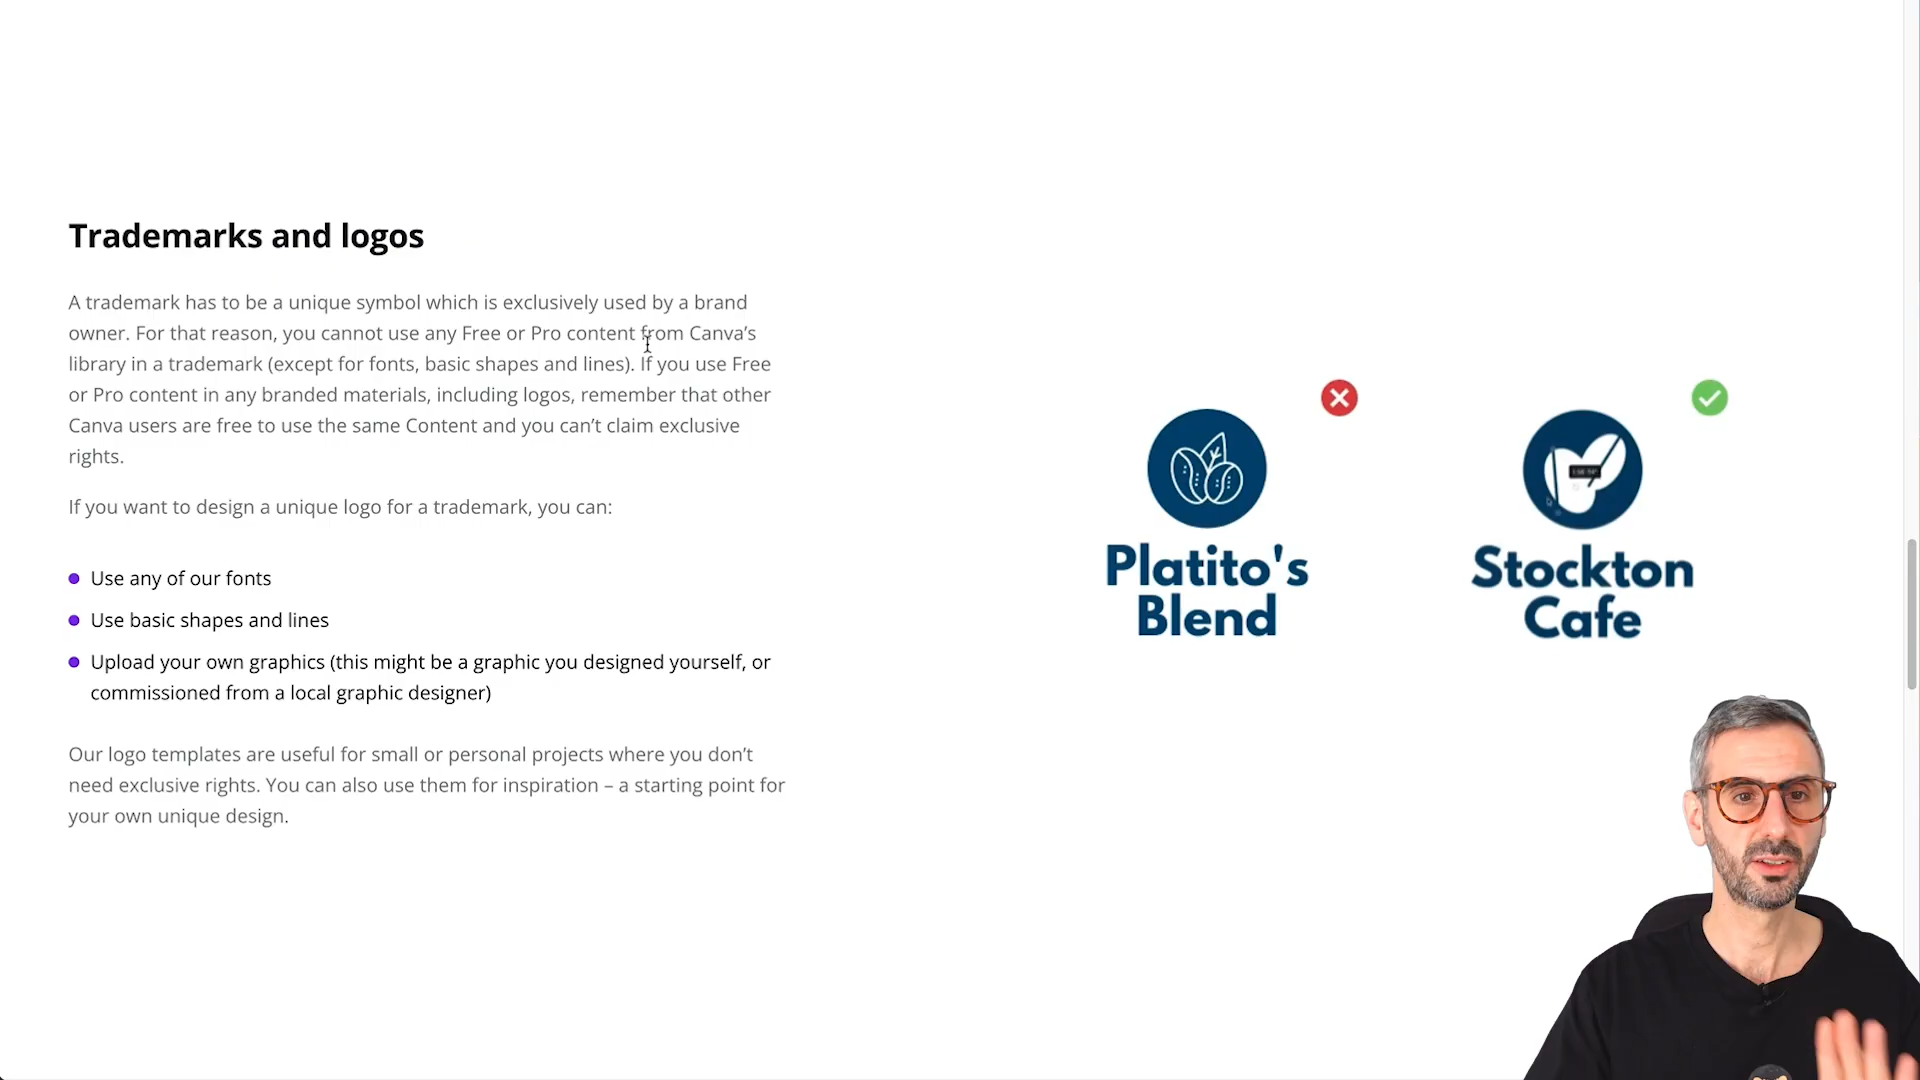 Trademarks and logos
A trademark has to be a unique symbol which is exclusively used by a brand
owner. For that reason, you cannot use any Free or Pro content from Canva’s
library in a trademark (except for fonts, basic shapes and lines). If you use Free
or Pro content in any branded materials, including logos, remember that other
Canva users are free to use the same Content and you can’t claim exclusive
rights.
If you want to design a unique logo for a trademark, you can:
Use any of our fonts
Use basic shapes and lines
Upload your own graphics (this might be a graphic you designed yourself, or
commissioned from a local graphic designer)
Our logo templates are useful for small or personal projects where you don’t
need exclusive rights. You can also use them for inspiration – a starting point for
your own unique design.
Platito's
Blend
Stockton
Cafe